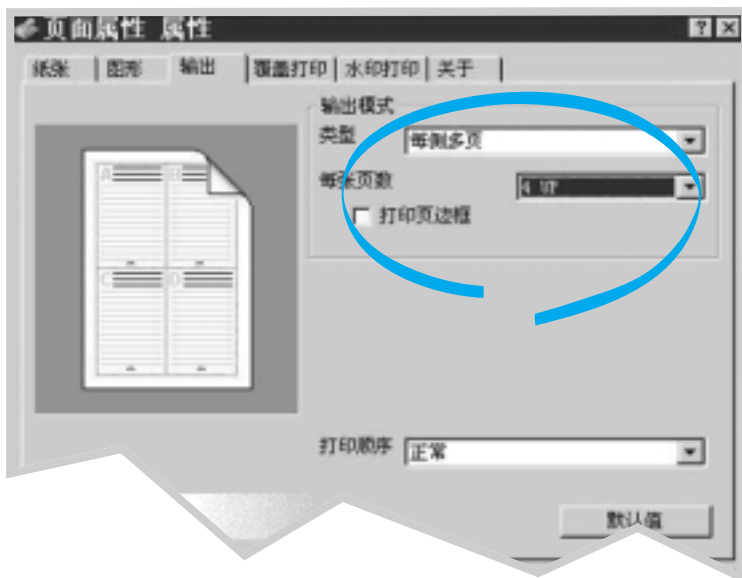 页面属性 属性
纸张 图形 输出 覆盖打印 水印打印 关于
输出模式
类型 每侧多页
每张页数 4 UP
打印页边框
A B
C D
打印顺序 正常
默认值